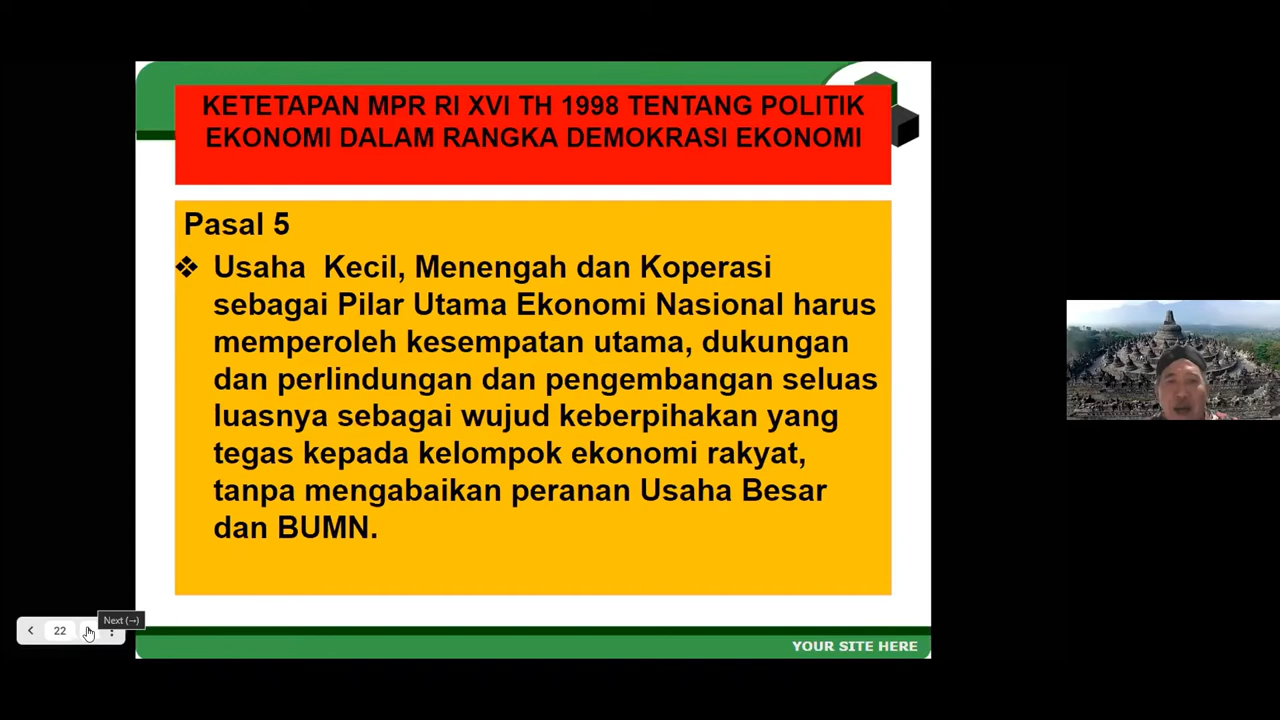 KETETAPAN MPR RI XVI TH 1998 TENTANG POLITIK
EKONOMI DALAM RANGKA DEMOKRASI EKONOMI
Pasal 5
❖ Usaha Kecil, Menengah dan Koperasi
sebagai Pilar Utama Ekonomi Nasional harus
memperoleh kesempatan utama, dukungan
dan perlindungan dan pengembangan seluas
luasnya sebagai wujud keberpihakan yang
tegas kepada kelompok ekonomi rakyat,
tanpa mengabaikan peranan Usaha Besar
dan BUMN.
Next (→)
22
YOUR SITE HERE